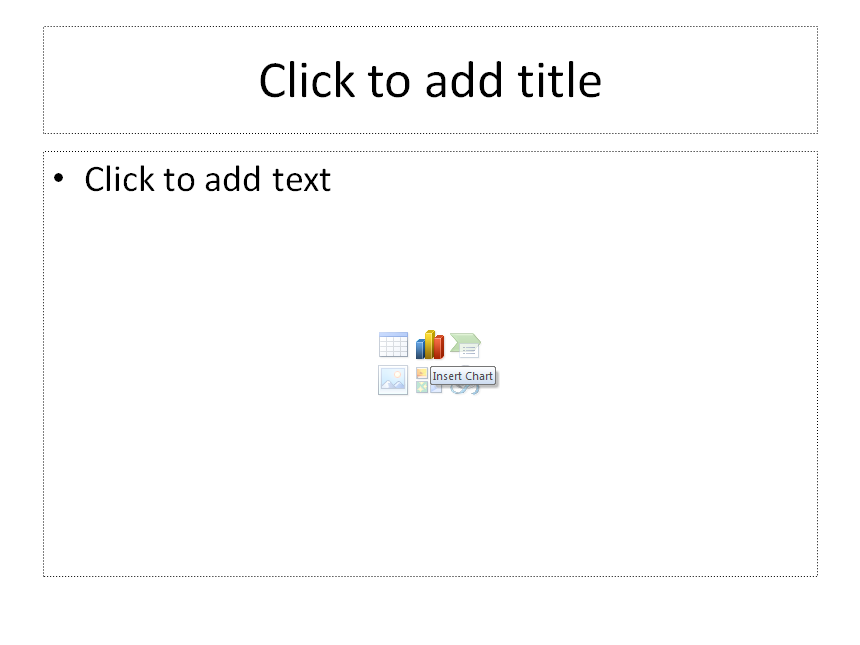 Click to add title
• Click to add text
Insert Chart